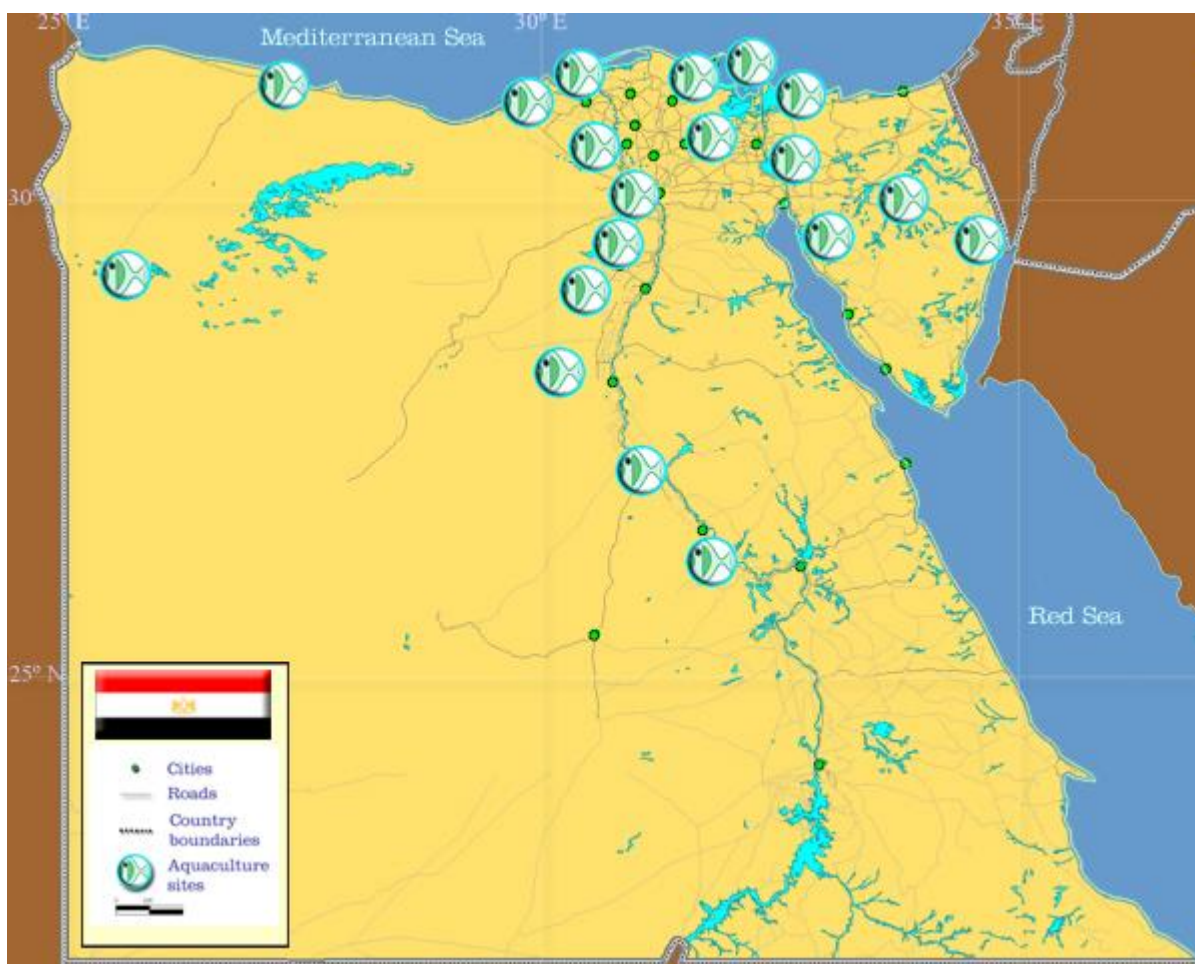 25° E
30° E
35° E
Mediterranean Sea
30° N
Red Sea
25° N
Cities
Roads
Country
boundaries
Aquaculture
sites